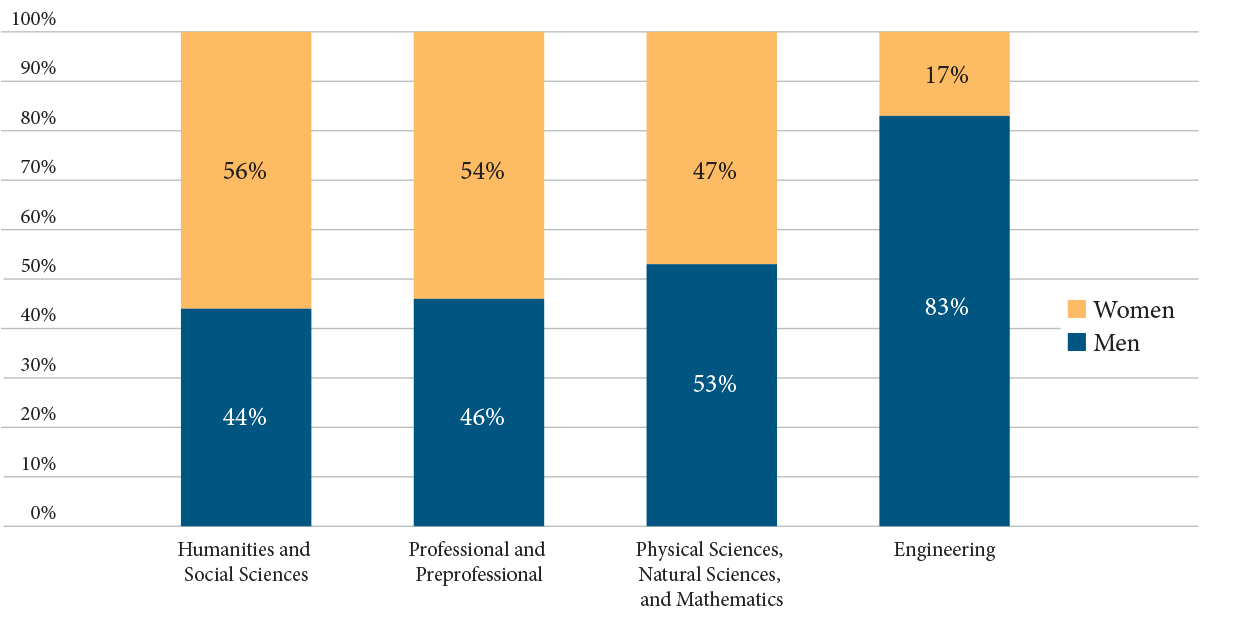 100%
90%
80%
70%
60%
50%
40%
30%
20%
10%
0%
56%
54%
47%
17%
44%
46%
53%
83%
Women
Men
Humanities and
Social Sciences
Professional and
Preprofessional
Physical Sciences,
Natural Sciences,
and Mathematics
Engineering